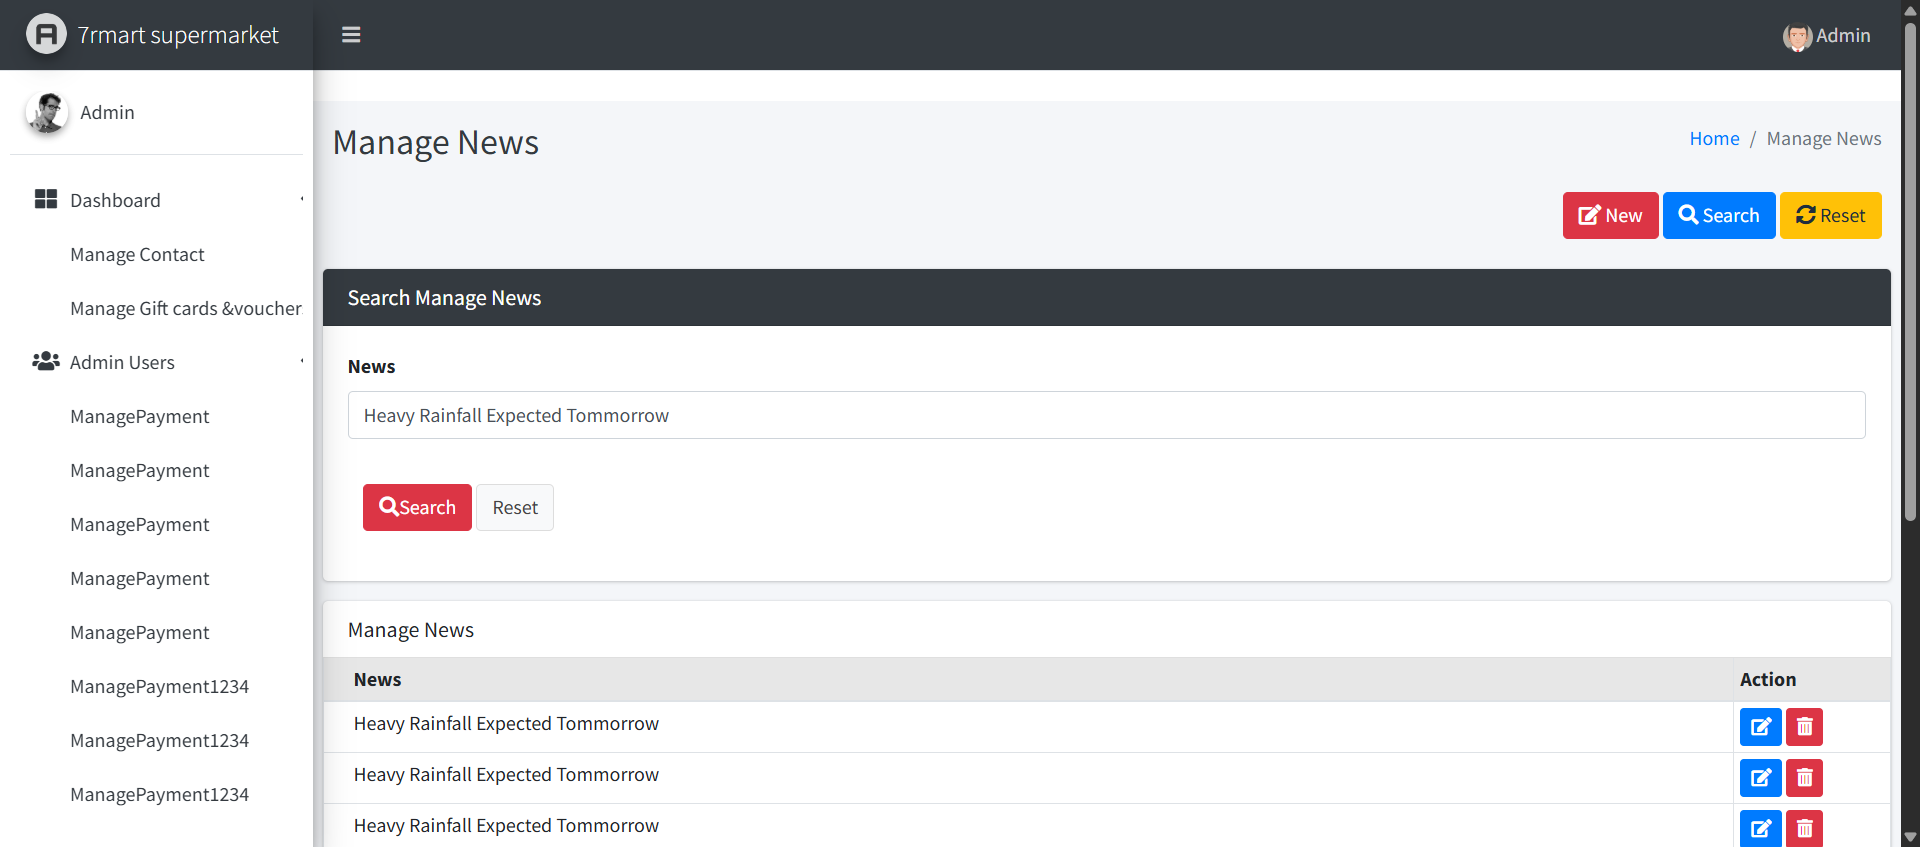 7rmart supermarket
Admin
Admin
Manage News
Home / Manage News
Dashboard
New Search Reset
Manage Contact
Manage Gift cards &voucher
Search Manage News
Admin Users
News
ManagePayment
Heavy Rainfall Expected Tommorrow
ManagePayment
Search Reset
ManagePayment
ManagePayment
ManagePayment
Manage News
ManagePayment1234
News Action
Heavy Rainfall Expected Tommorrow
ManagePayment1234
Heavy Rainfall Expected Tommorrow
ManagePayment1234
Heavy Rainfall Expected Tommorrow